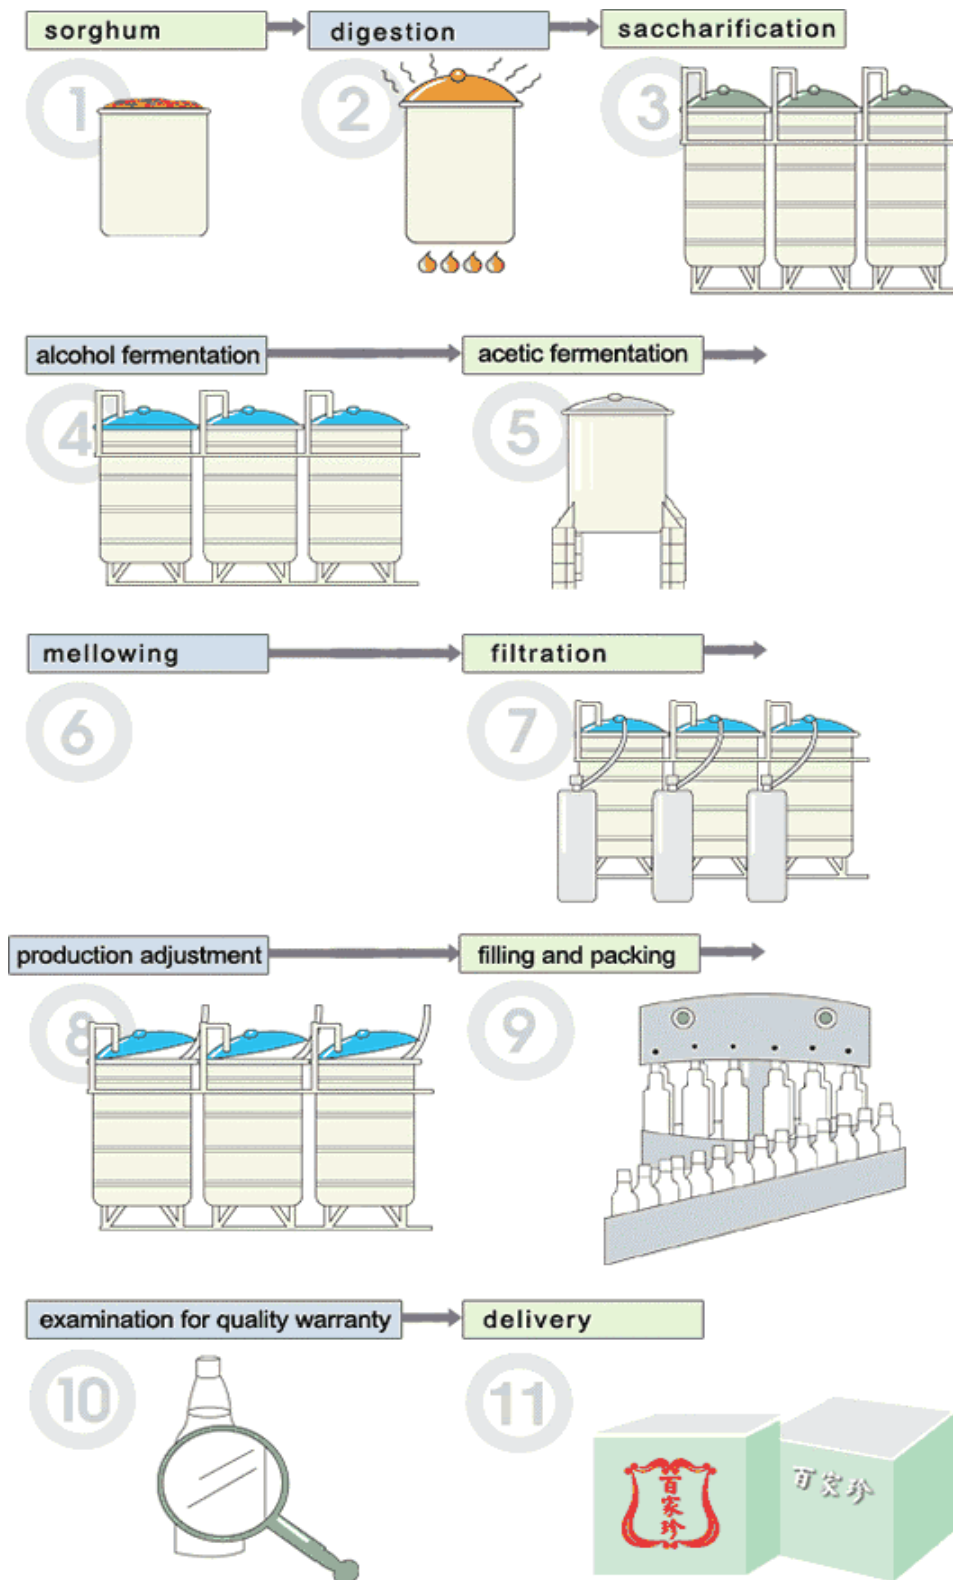 sorghum
digestion
saccharification
1
2
3
alcohol fermentation
acetic fermentation
4
5
mellowing
filtration
6
7
production adjustment
filling and packing
8
9
examination for quality warranty
delivery
10
11
百家珍
百家珍